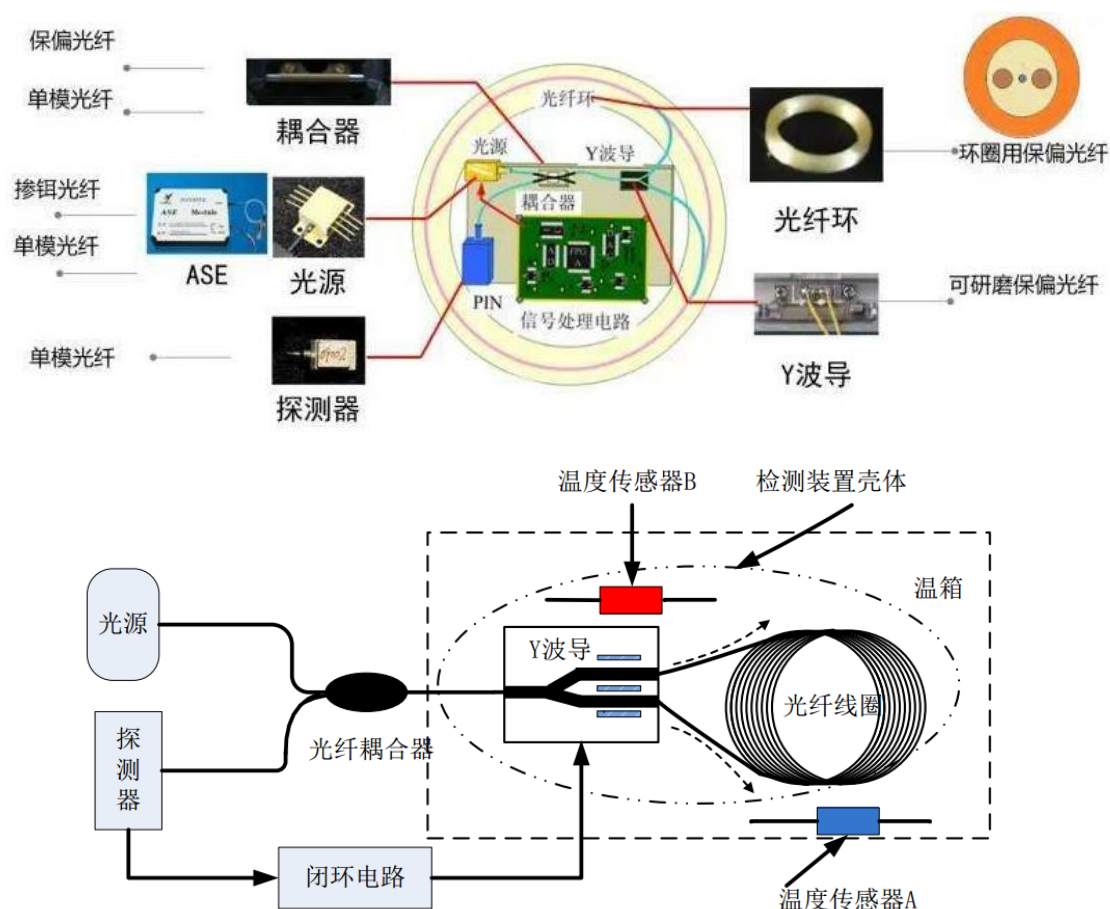 保偏光纤
单模光纤
耦合器
掺铒光纤
单模光纤
ASE Module
ASE
光源
单模光纤
探测器
光纤环
光源
Y波导
耦合器
FPG
A
PIN
信号处理电路
光纤环
环圈用保偏光纤
可研磨保偏光纤
Y波导
温度传感器B
检测装置壳体
温箱
光源
Y波导
光纤线圈
光纤耦合器
探
测
器
闭环电路
温度传感器A